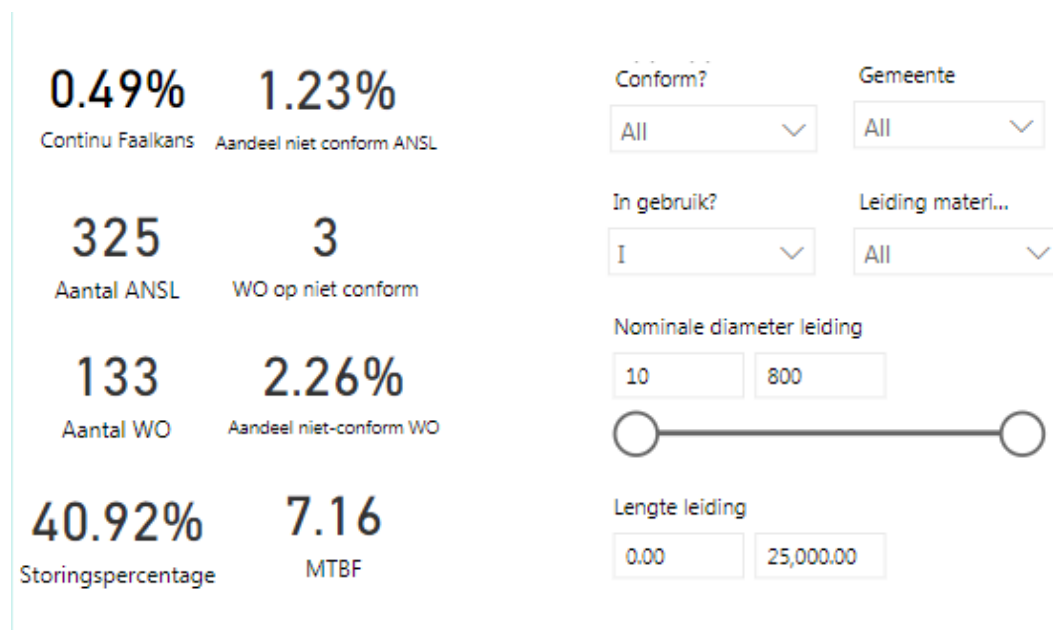 0.49%
Continu Faalkans
1.23%
Aandeel niet conform ANSL
325
Aantal ANSL
3
WO op niet conform
133
Aantal WO
2.26%
Aandeel niet-conform WO
40.92%
Storingspercentage
7.16
MTBF
Conform?
All
Gemeente
All
In gebruik?
I
Leiding materi...
All
Nominale diameter leiding
10
800
Lengte leiding
0.00
25,000.00